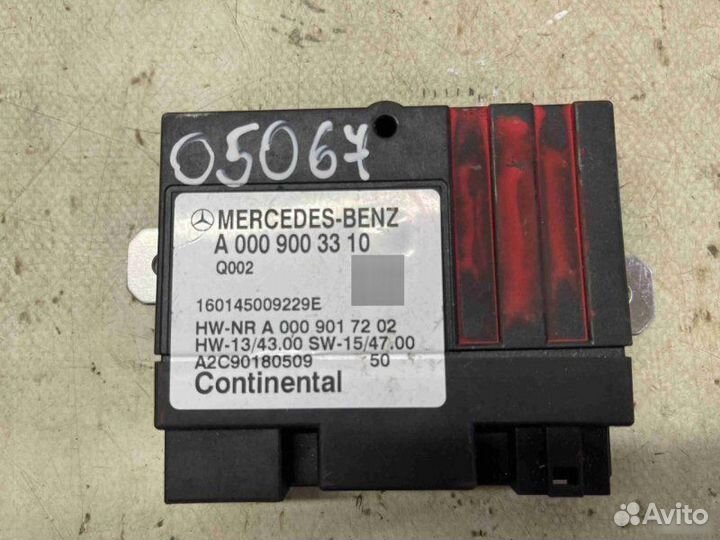 05067
MERCEDES-BENZ
A 000 900 33 10
Q002
160145009229E
HW-NR A 000 901 72 02
HW-13/43.00 SW-15/47.00
A2C90180509 50
Continental
Avito